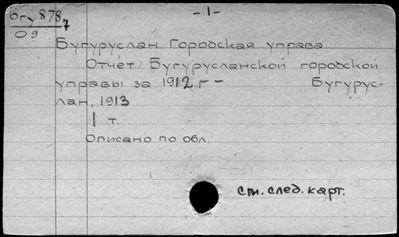 бгу 878
09
- 1 -
Бугуруслан Городская управа
Отчет Бугурусланской городской
управы за 1912 г - Бугурус-
лан, 1913
1 т.
Описано по обл.
см. след. карт.